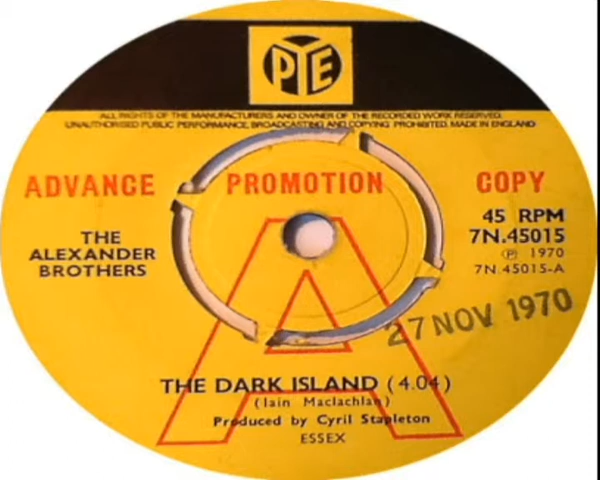 PYE
ALL RIGHTS OF THE MANUFACTURERS AND OWNER OF THE RECORDED WORK RESERVED.
UNAUTHORISED PUBLIC PERFORMANCE, BROADCASTING AND COPYING PROHIBITED. MADE IN ENGLAND
ADVANCE PROMOTION COPY
THE
ALEXANDER
BROTHERS
45 RPM
7N.45015
℗ 1970
7N.45015-A
27 NOV 1970
A
THE DARK ISLAND (4.04)
(Iain Maclachlan)
Produced by Cyril Stapleton
ESSEX